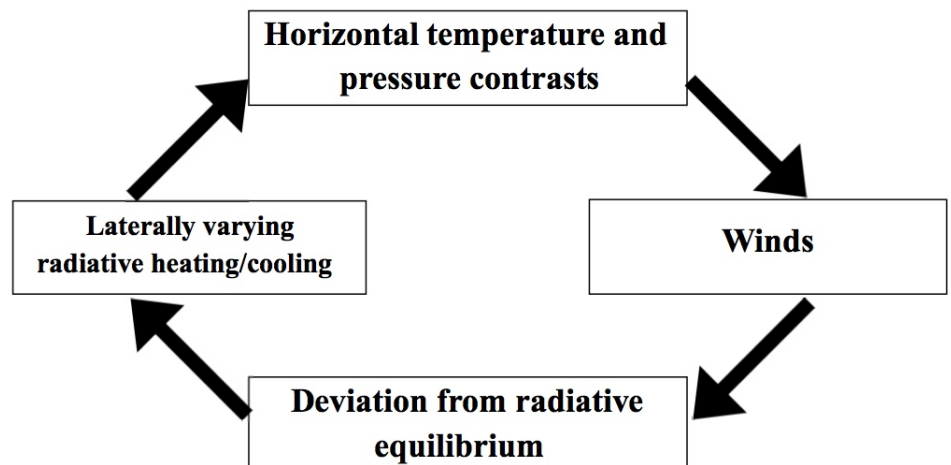 Horizontal temperature and
pressure contrasts
Laterally varying
radiative heating/cooling
Winds
Deviation from radiative
equilibrium